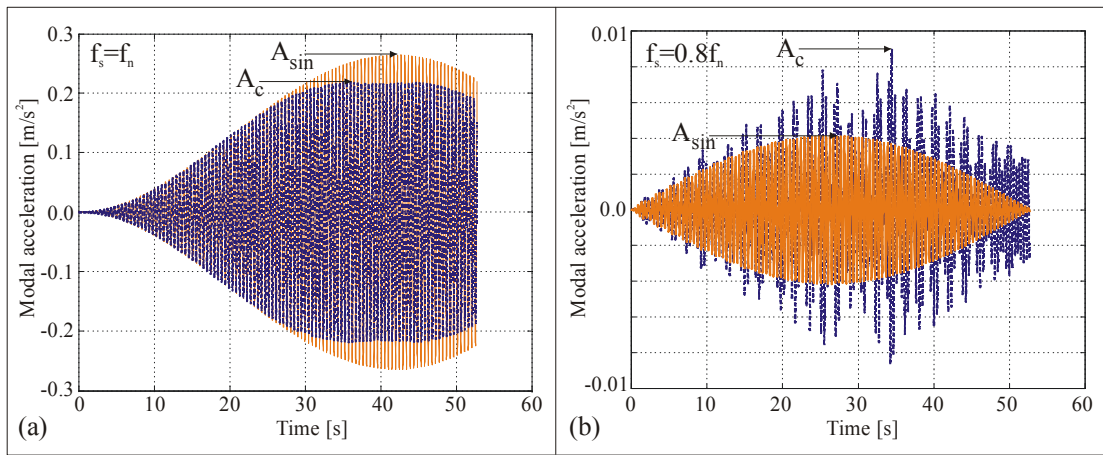 f_s=f_n
A_sin
A_c
Modal acceleration [m/s²]
0.3
0.2
0.1
0.0
-0.1
-0.2
-0.3
0 10 20 30 40 50 60
Time [s]
(a)
f_s=0.8f_n
A_c
A_sin
Modal acceleration [m/s²]
0.01
0.0
-0.01
0 10 20 30 40 50 60
Time [s]
(b)